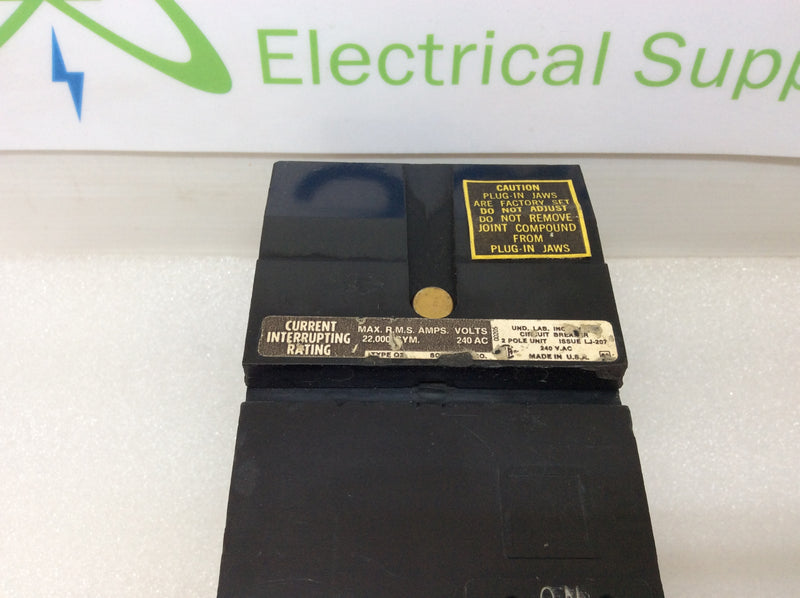 Electrical Supp
CAUTION
PLUG-IN JAWS
ARE FACTORY SET
DO NOT ADJUST
DO NOT REMOVE
JOINT COMPOUND
FROM
PLUG-IN JAWS
CURRENT
INTERRUPTING
RATING
MAX. R.M.S. AMPS. VOLTS
22,000 SYM. 240 AC
TYPE
UND. LAB. INC.
CIRCUIT BREAKER
2 POLE UNIT ISSUE LJ-207
240 V.AC
MADE IN U.S.A.